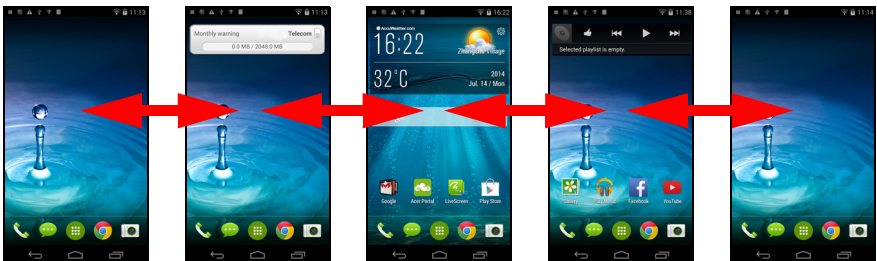 11:13
11:13
Monthly warning Telecom
0.0 MB / 2048.0 MB
16:22
AccuWeather.com
16:22
Zhangsha Village
32°C
2014
Jul. 14 / Mon
Google Acer Portal LiveScreen Play Store
11:38
Selected playlist is empty.
Gallery Play Music Facebook YouTube
11:14